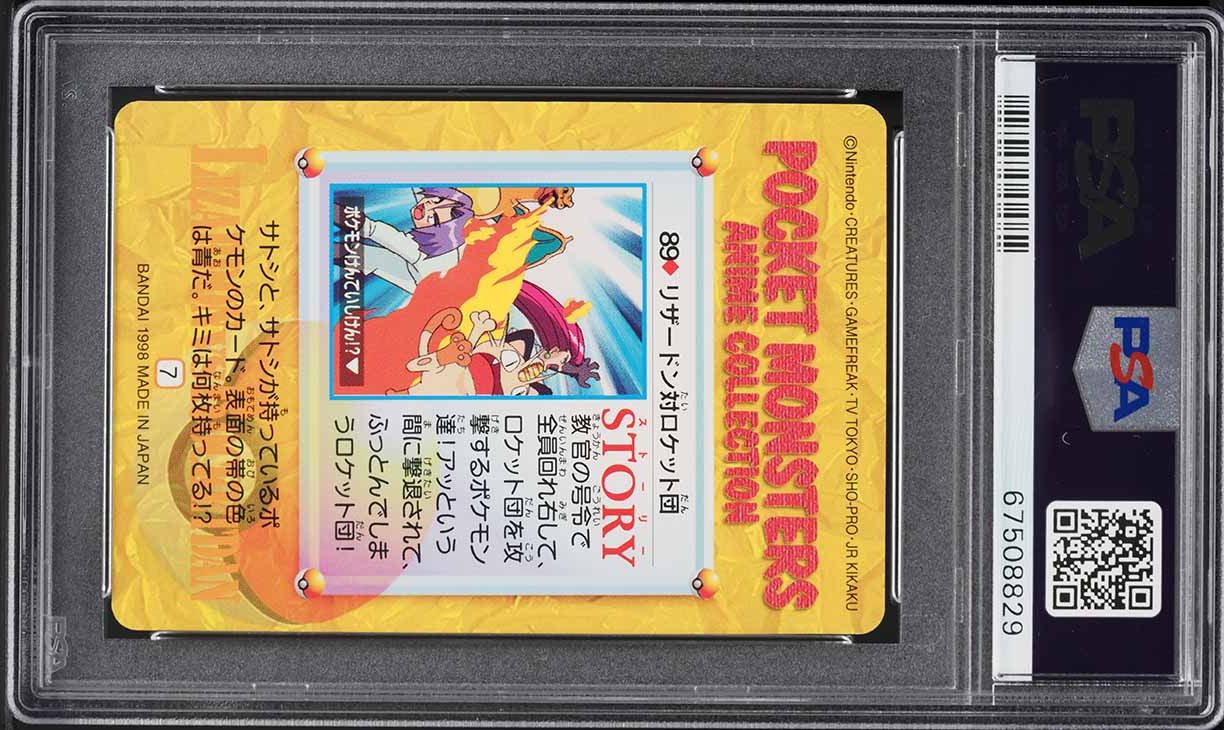 PSA
67508829
©Nintendo·CREATURES·GAMEFREAK·TV TOKYO·SHO-PRO·JR KIKAKU
POCKET MONSTERS
ANIME COLLECTION
89♦リザードン対ロケット団
STORY
教官の号令で
全員回れ右して、
ロケット団を攻
撃するポケモン
達!アッという
間に撃退されて、
ふっとんでしま
うロケット団!
ポケモンけんていしけん!?▼
サトシと、サトシが持っているポ
ケモンのカード。表面の帯の色
は青だ。キミは何枚持ってる!?
7
BANDAI 1998 MADE IN JAPAN